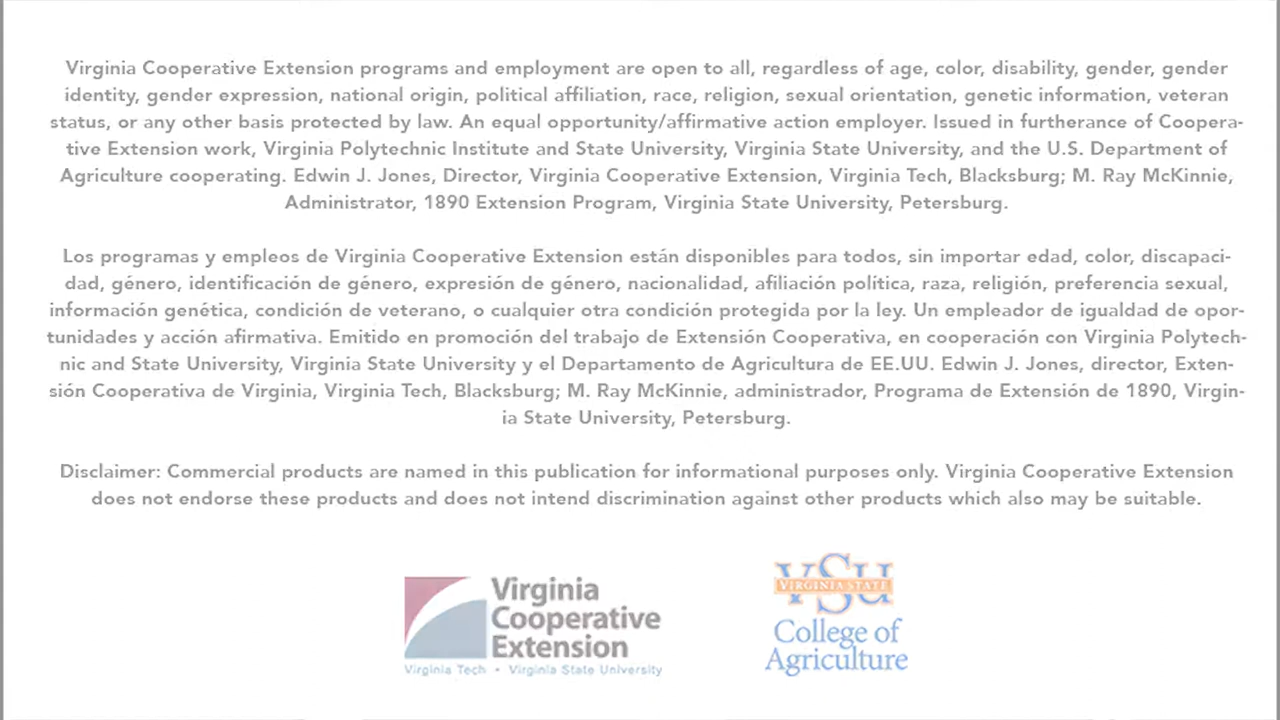 Virginia Cooperative Extension programs and employment are open to all, regardless of age, color, disability, gender, gender
identity, gender expression, national origin, political affiliation, race, religion, sexual orientation, genetic information, veteran
status, or any other basis protected by law. An equal opportunity/affirmative action employer. Issued in furtherance of Coopera-
tive Extension work, Virginia Polytechnic Institute and State University, Virginia State University, and the U.S. Department of
Agriculture cooperating. Edwin J. Jones, Director, Virginia Cooperative Extension, Virginia Tech, Blacksburg; M. Ray McKinnie,
Administrator, 1890 Extension Program, Virginia State University, Petersburg.
Los programas y empleos de Virginia Cooperative Extension están disponibles para todos, sin importar edad, color, discapaci-
dad, género, identificación de género, expresión de género, nacionalidad, afiliación política, raza, religión, preferencia sexual,
información genética, condición de veterano, o cualquier otra condición protegida por la ley. Un empleador de igualdad de opor-
tunidades y acción afirmativa. Emitido en promoción del trabajo de Extensión Cooperativa, en cooperación con Virginia Polytech-
nic and State University, Virginia State University y el Departamento de Agricultura de EE.UU. Edwin J. Jones, director, Exten-
sión Cooperativa de Virginia, Virginia Tech, Blacksburg; M. Ray McKinnie, administrador, Programa de Extensión de 1890, Virgin-
ia State University, Petersburg.
Disclaimer: Commercial products are named in this publication for informational purposes only. Virginia Cooperative Extension
does not endorse these products and does not intend discrimination against other products which also may be suitable.
Virginia
Cooperative
Extension
Virginia Tech • Virginia State University
VSU
VIRGINIA STATE
College of
Agriculture